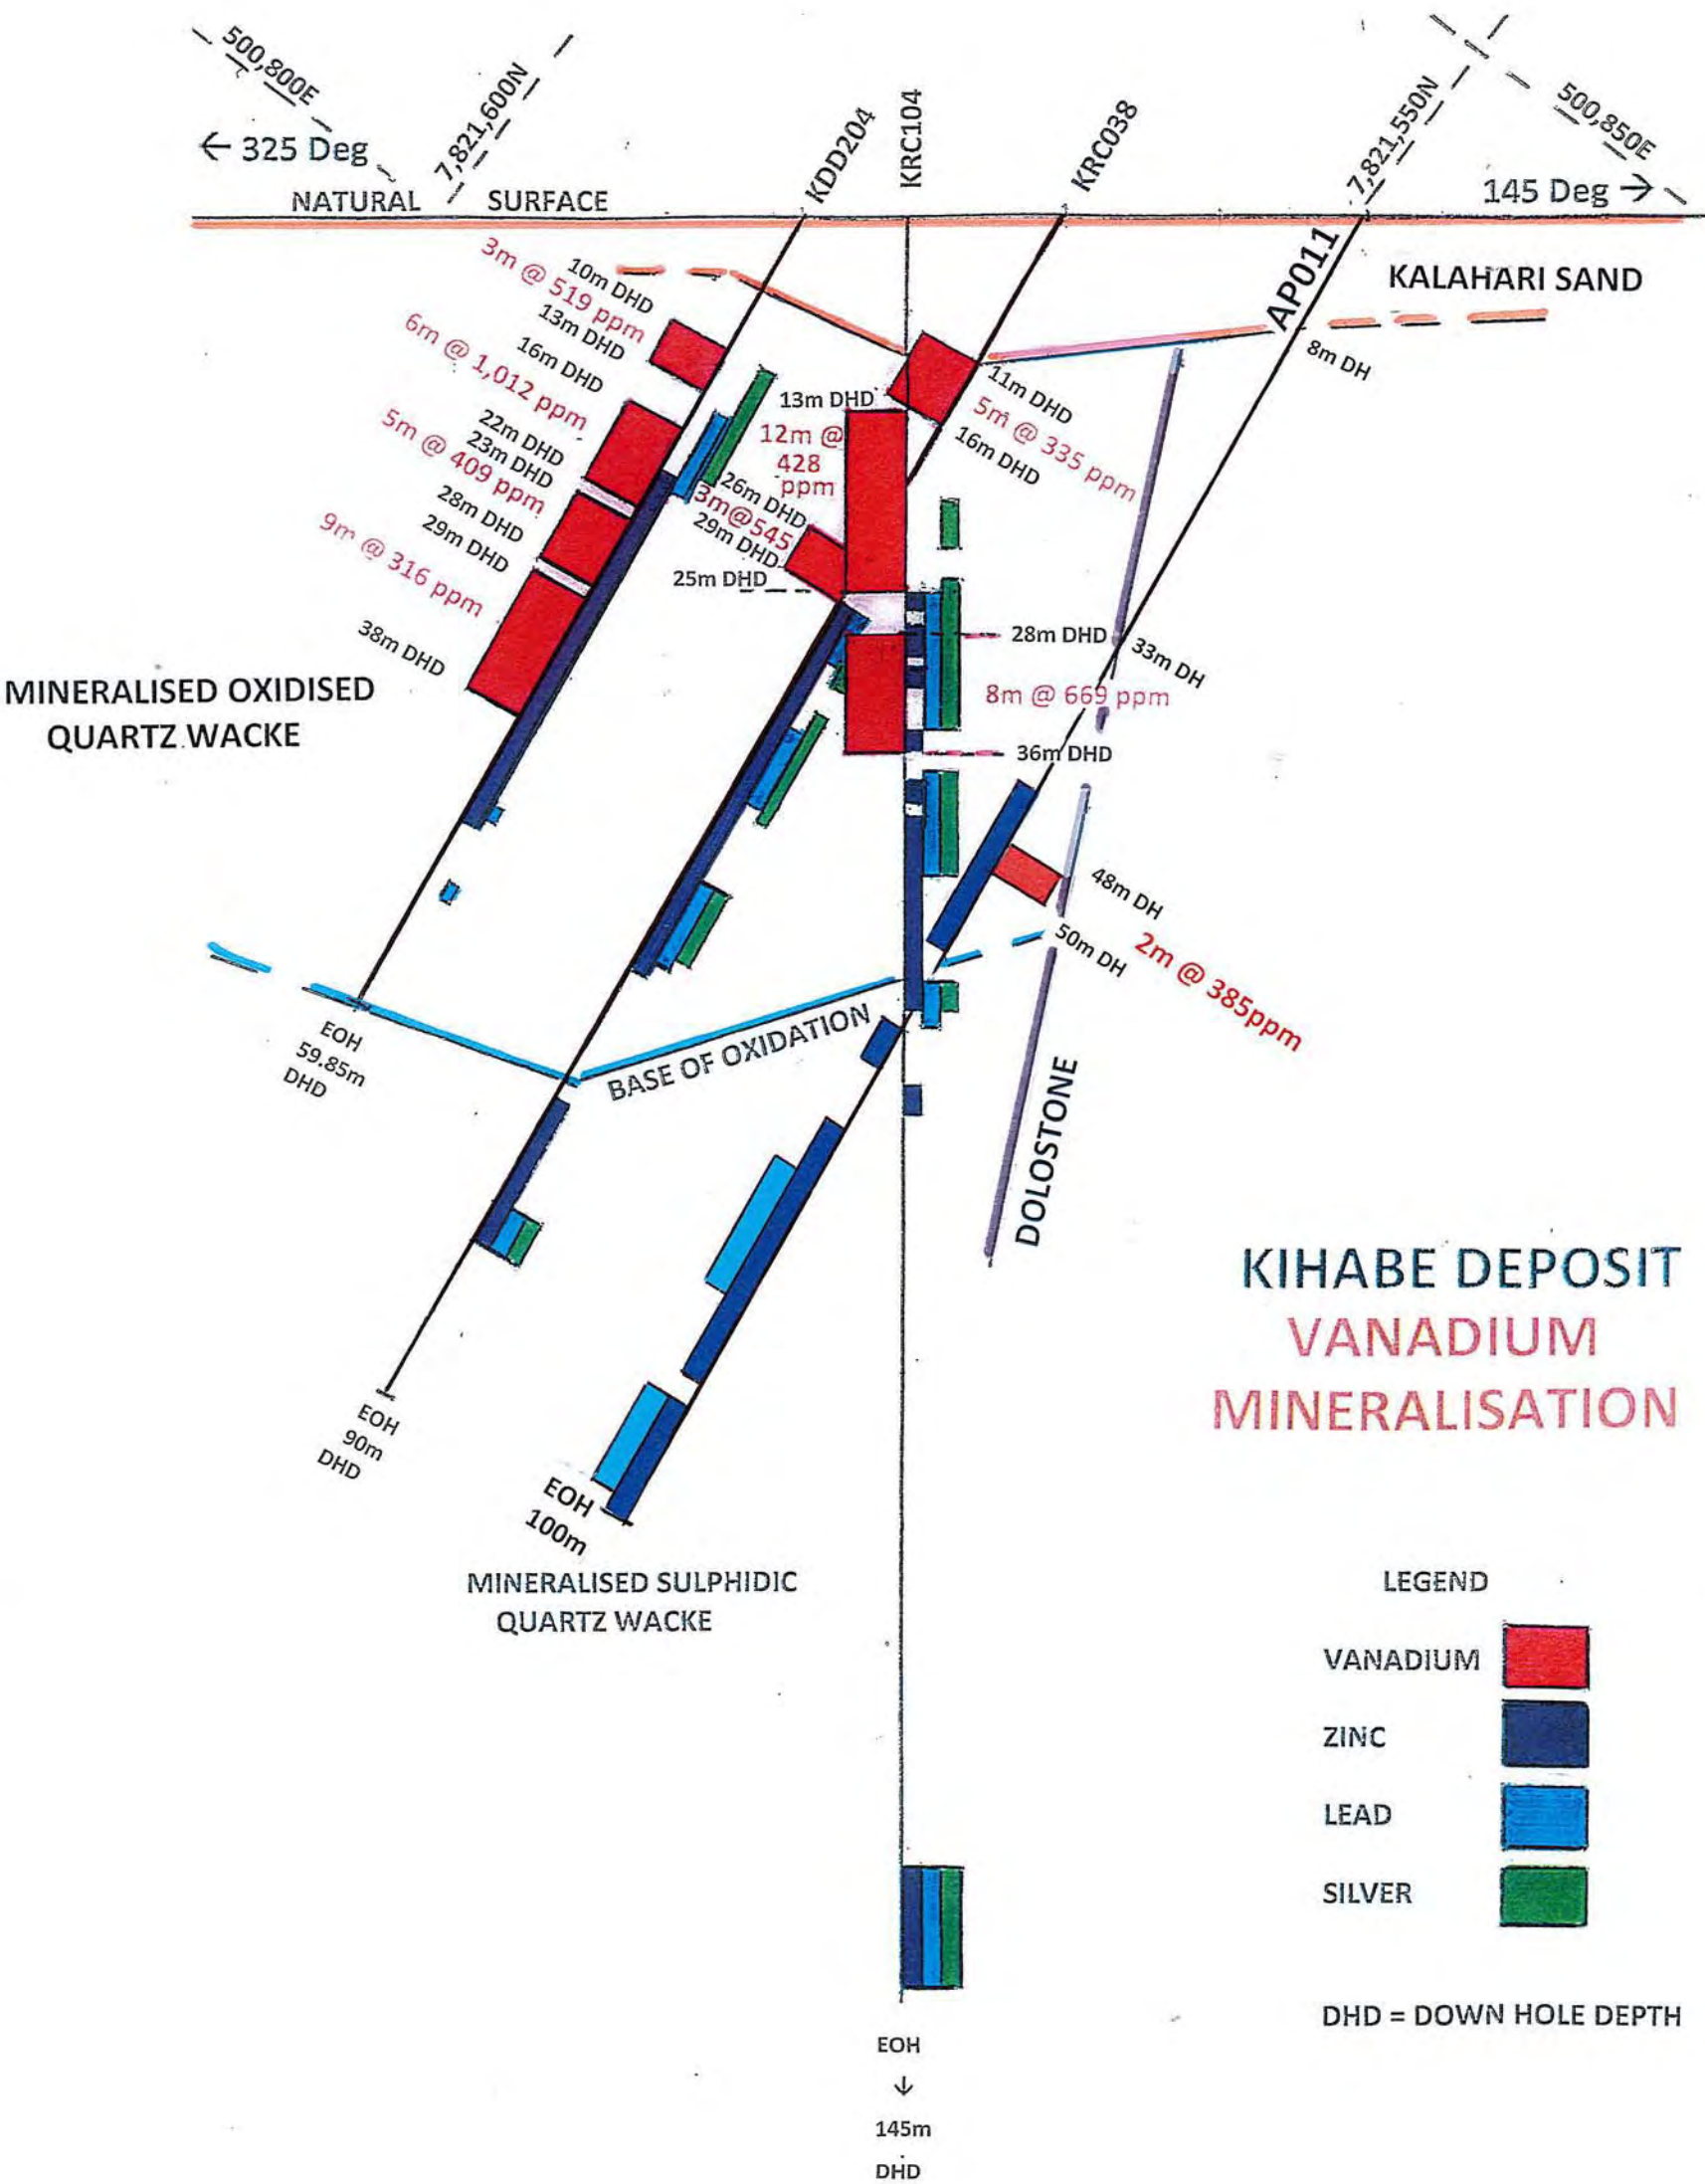 500,800E
7,821,600N
KDD204
KRC104
KRC038
7,821,550N
500,850E
← 325 Deg
145 Deg →
NATURAL SURFACE
AP011
KALAHARI SAND
10m DHD
3m @ 519 ppm
13m DHD
16m DHD
6m @ 1,012 ppm
22m DHD
23m DHD
5m @ 409 ppm
28m DHD
29m DHD
9m @ 316 ppm
38m DHD
8m DH
11m DHD
5m @ 335 ppm
16m DHD
13m DHD
12m @
428
ppm
26m DHD
3m@545
29m DHD
25m DHD
28m DHD
33m DH
8m @ 669 ppm
36m DHD
MINERALISED OXIDISED
QUARTZ WACKE
48m DH
50m DH
2m @ 385ppm
BASE OF OXIDATION
EOH
59.85m
DHD
DOLOSTONE
EOH
90m
DHD
EOH
100m
MINERALISED SULPHIDIC
QUARTZ WACKE
KIHABE DEPOSIT
VANADIUM
MINERALISATION
LEGEND
VANADIUM
ZINC
LEAD
SILVER
DHD = DOWN HOLE DEPTH
EOH
↓
145m
DHD